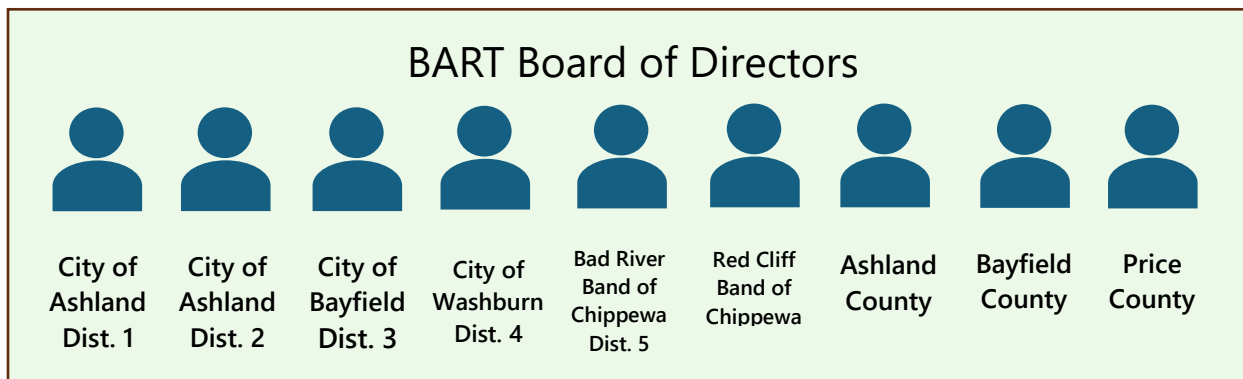 BART Board of Directors
City of
Ashland
Dist. 1
City of
Ashland
Dist. 2
City of
Bayfield
Dist. 3
City of
Washburn
Dist. 4
Bad River
Band of
Chippewa
Dist. 5
Red Cliff
Band of
Chippewa
Ashland
County
Bayfield
County
Price
County